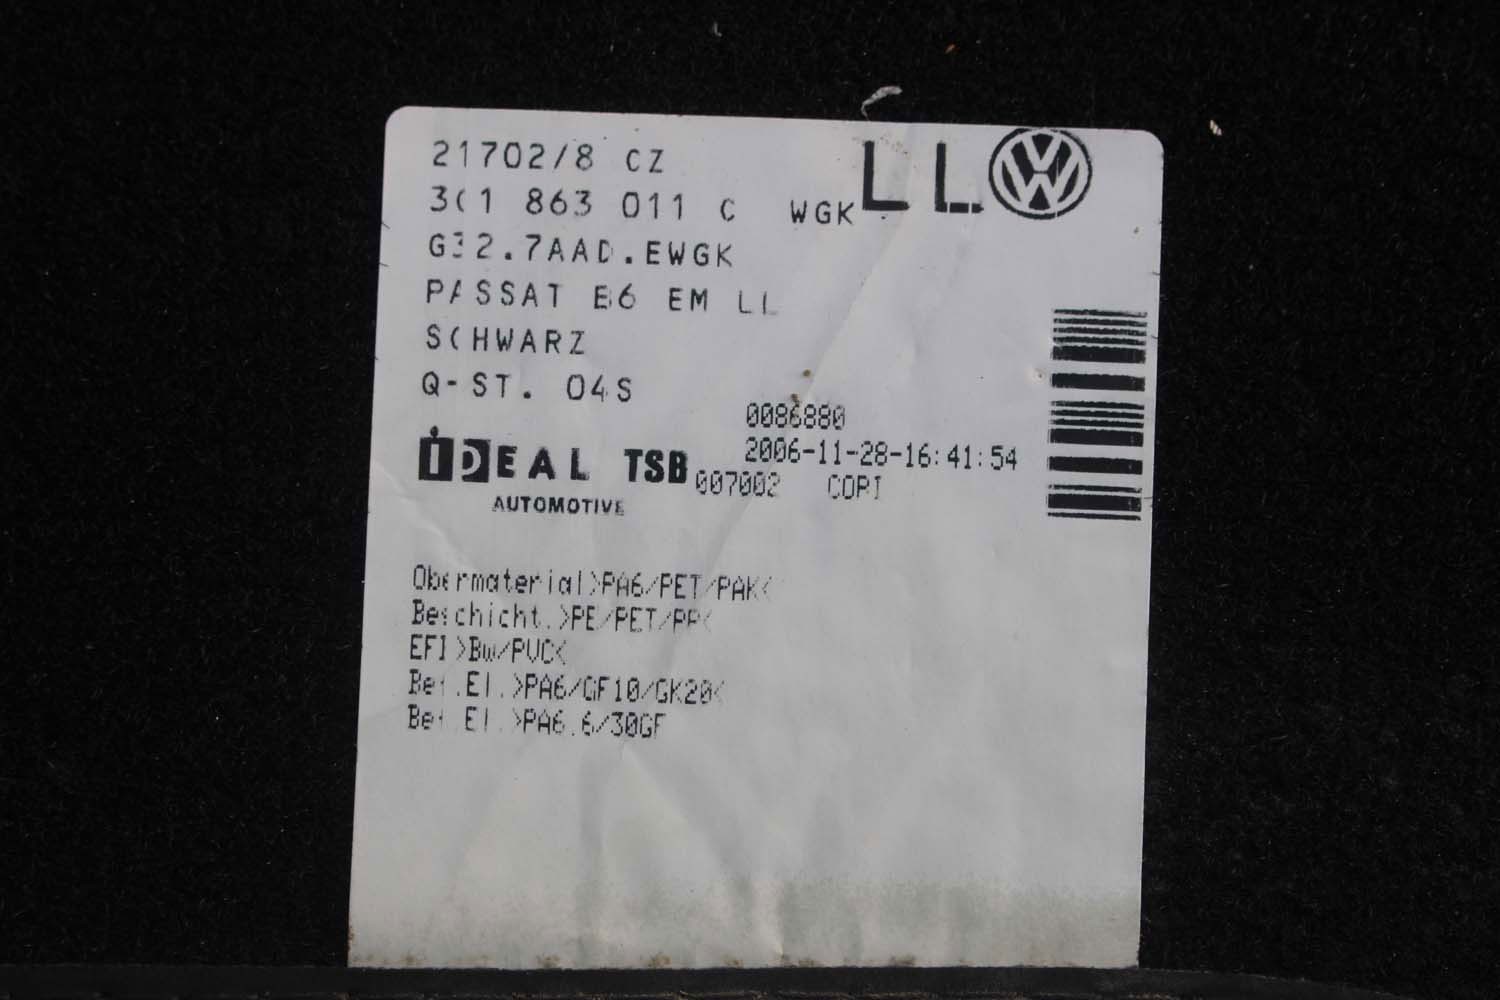 21702/8 CZ
3C1 863 011 C WGK LL
G32.7AAD.EWGK
PASSAT B6 EM LL
SCHWARZ
Q-ST. 04S
0086880
iDEAL TSB 2006-11-28-16:41:54
AUTOMOTIVE 007002 COPI
Obermaterial>PA6/PET/PAK<
Beschicht.>PE/PET/PP<
EFI>Bw/PVC<
Bef.El.>PA6/GF10/GK20<
Bef.El.>PA6.6/30GF